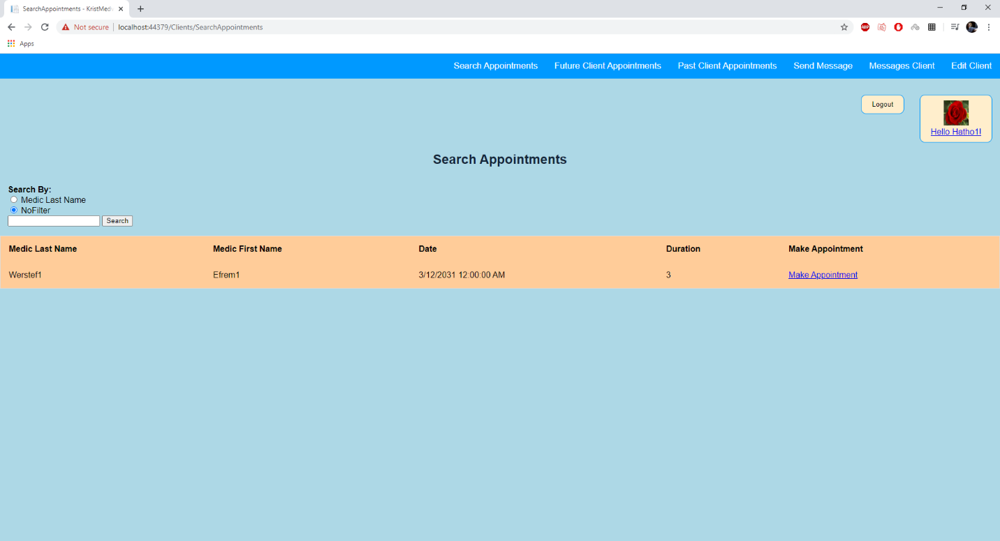 SearchAppointments - KristMed
Not secure localhost:44379/Clients/SearchAppointments
ABP
Apps
Search Appointments Future Client Appointments Past Client Appointments Send Message Messages Client Edit Client
Logout
Hello Hatho1!
Search Appointments
Search By:
Medic Last Name
NoFilter
Search
Medic Last Name Medic First Name Date Duration Make Appointment
Werstef1 Efrem1 3/12/2031 12:00:00 AM 3 Make Appointment